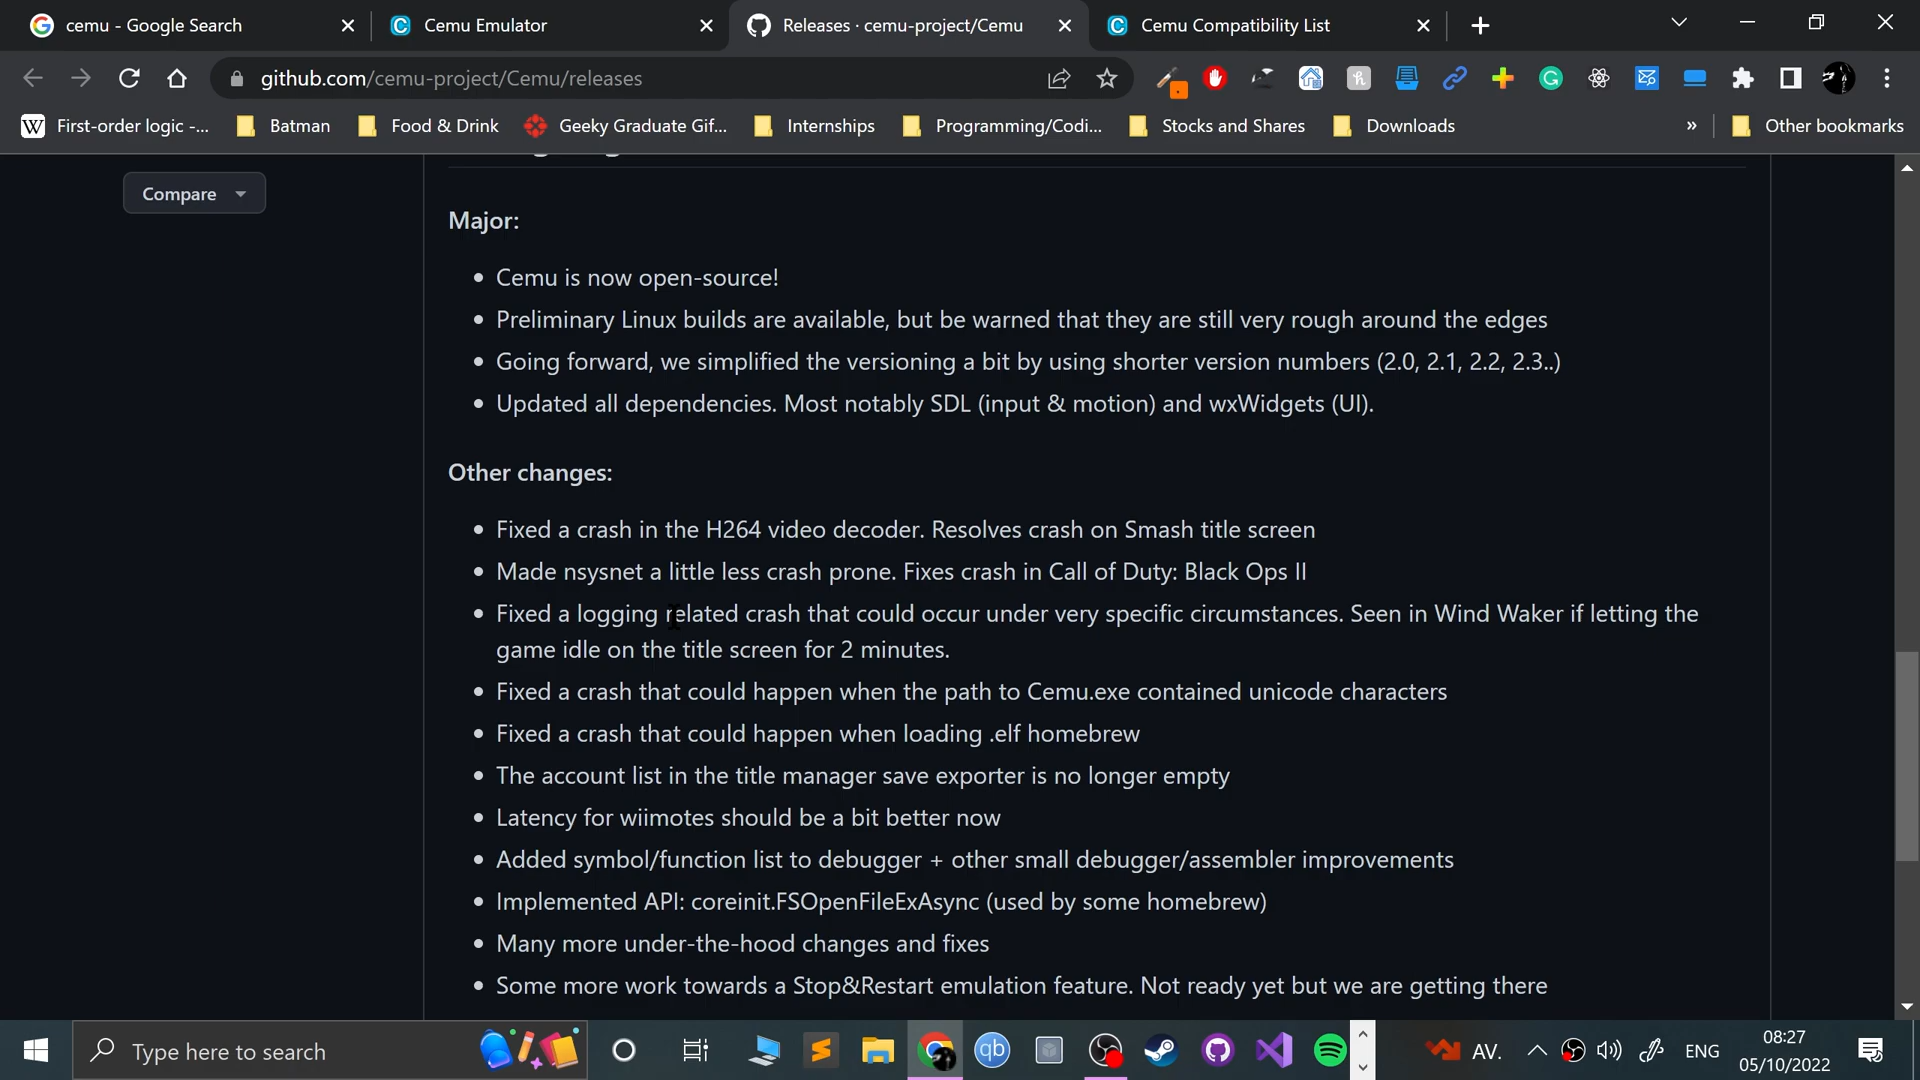 cemu - Google Search
Cemu Emulator
Releases · cemu-project/Cemu
Cemu Compatibility List
github.com/cemu-project/Cemu/releases
First-order logic -...
Batman
Food & Drink
Geeky Graduate Gif...
Internships
Programming/Codi...
Stocks and Shares
Downloads
»
Other bookmarks
Compare
Major:
• Cemu is now open-source!
• Preliminary Linux builds are available, but be warned that they are still very rough around the edges
• Going forward, we simplified the versioning a bit by using shorter version numbers (2.0, 2.1, 2.2, 2.3..)
• Updated all dependencies. Most notably SDL (input & motion) and wxWidgets (UI).
Other changes:
• Fixed a crash in the H264 video decoder. Resolves crash on Smash title screen
• Made nsysnet a little less crash prone. Fixes crash in Call of Duty: Black Ops II
• Fixed a logging related crash that could occur under very specific circumstances. Seen in Wind Waker if letting the
game idle on the title screen for 2 minutes.
• Fixed a crash that could happen when the path to Cemu.exe contained unicode characters
• Fixed a crash that could happen when loading .elf homebrew
• The account list in the title manager save exporter is no longer empty
• Latency for wiimotes should be a bit better now
• Added symbol/function list to debugger + other small debugger/assembler improvements
• Implemented API: coreinit.FSOpenFileExAsync (used by some homebrew)
• Many more under-the-hood changes and fixes
• Some more work towards a Stop&Restart emulation feature. Not ready yet but we are getting there
Type here to search
qb
AV.
ENG
08:27
05/10/2022